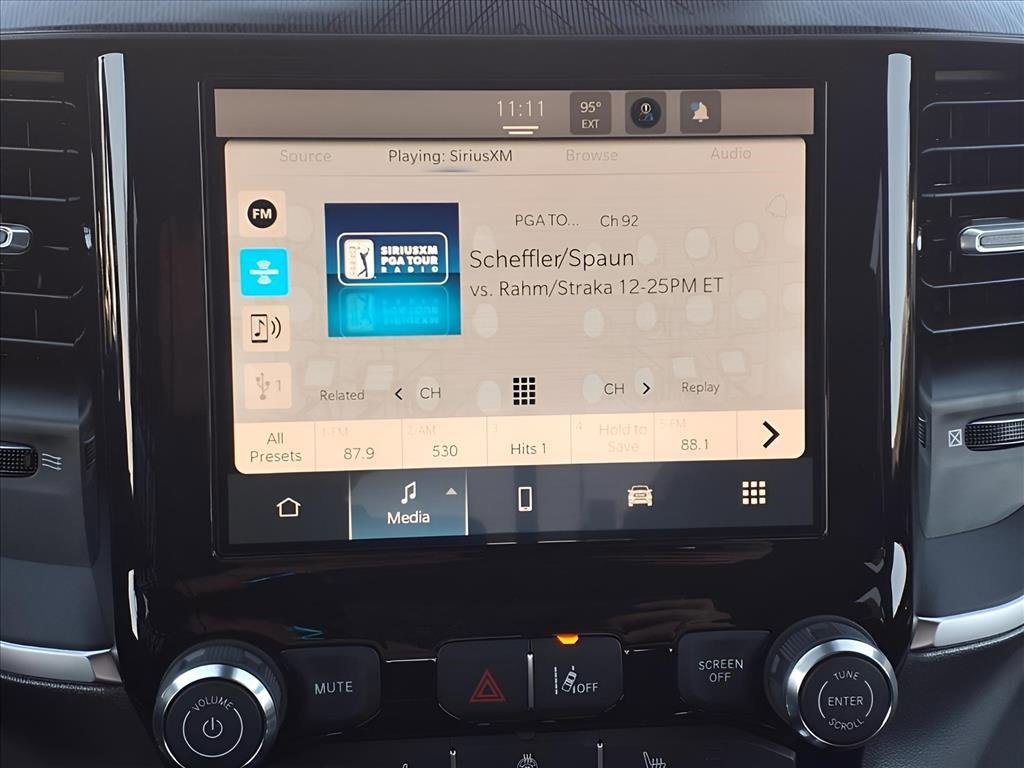 11:11
95°
EXT
Source Playing: SiriusXM Browse Audio
FM
PGA TO... Ch 92
SIRIUSXM
PGA TOUR
RADIO
Scheffler/Spaun
vs. Rahm/Straka 12-25PM ET
1
Related CH CH Replay
All Presets
1-FM
87.9
2-AM
530
3
Hits 1
4
Hold to
Save
5-FM
88.1
Media
VOLUME
MUTE
OFF
SCREEN
OFF
TUNE
ENTER
SCROLL